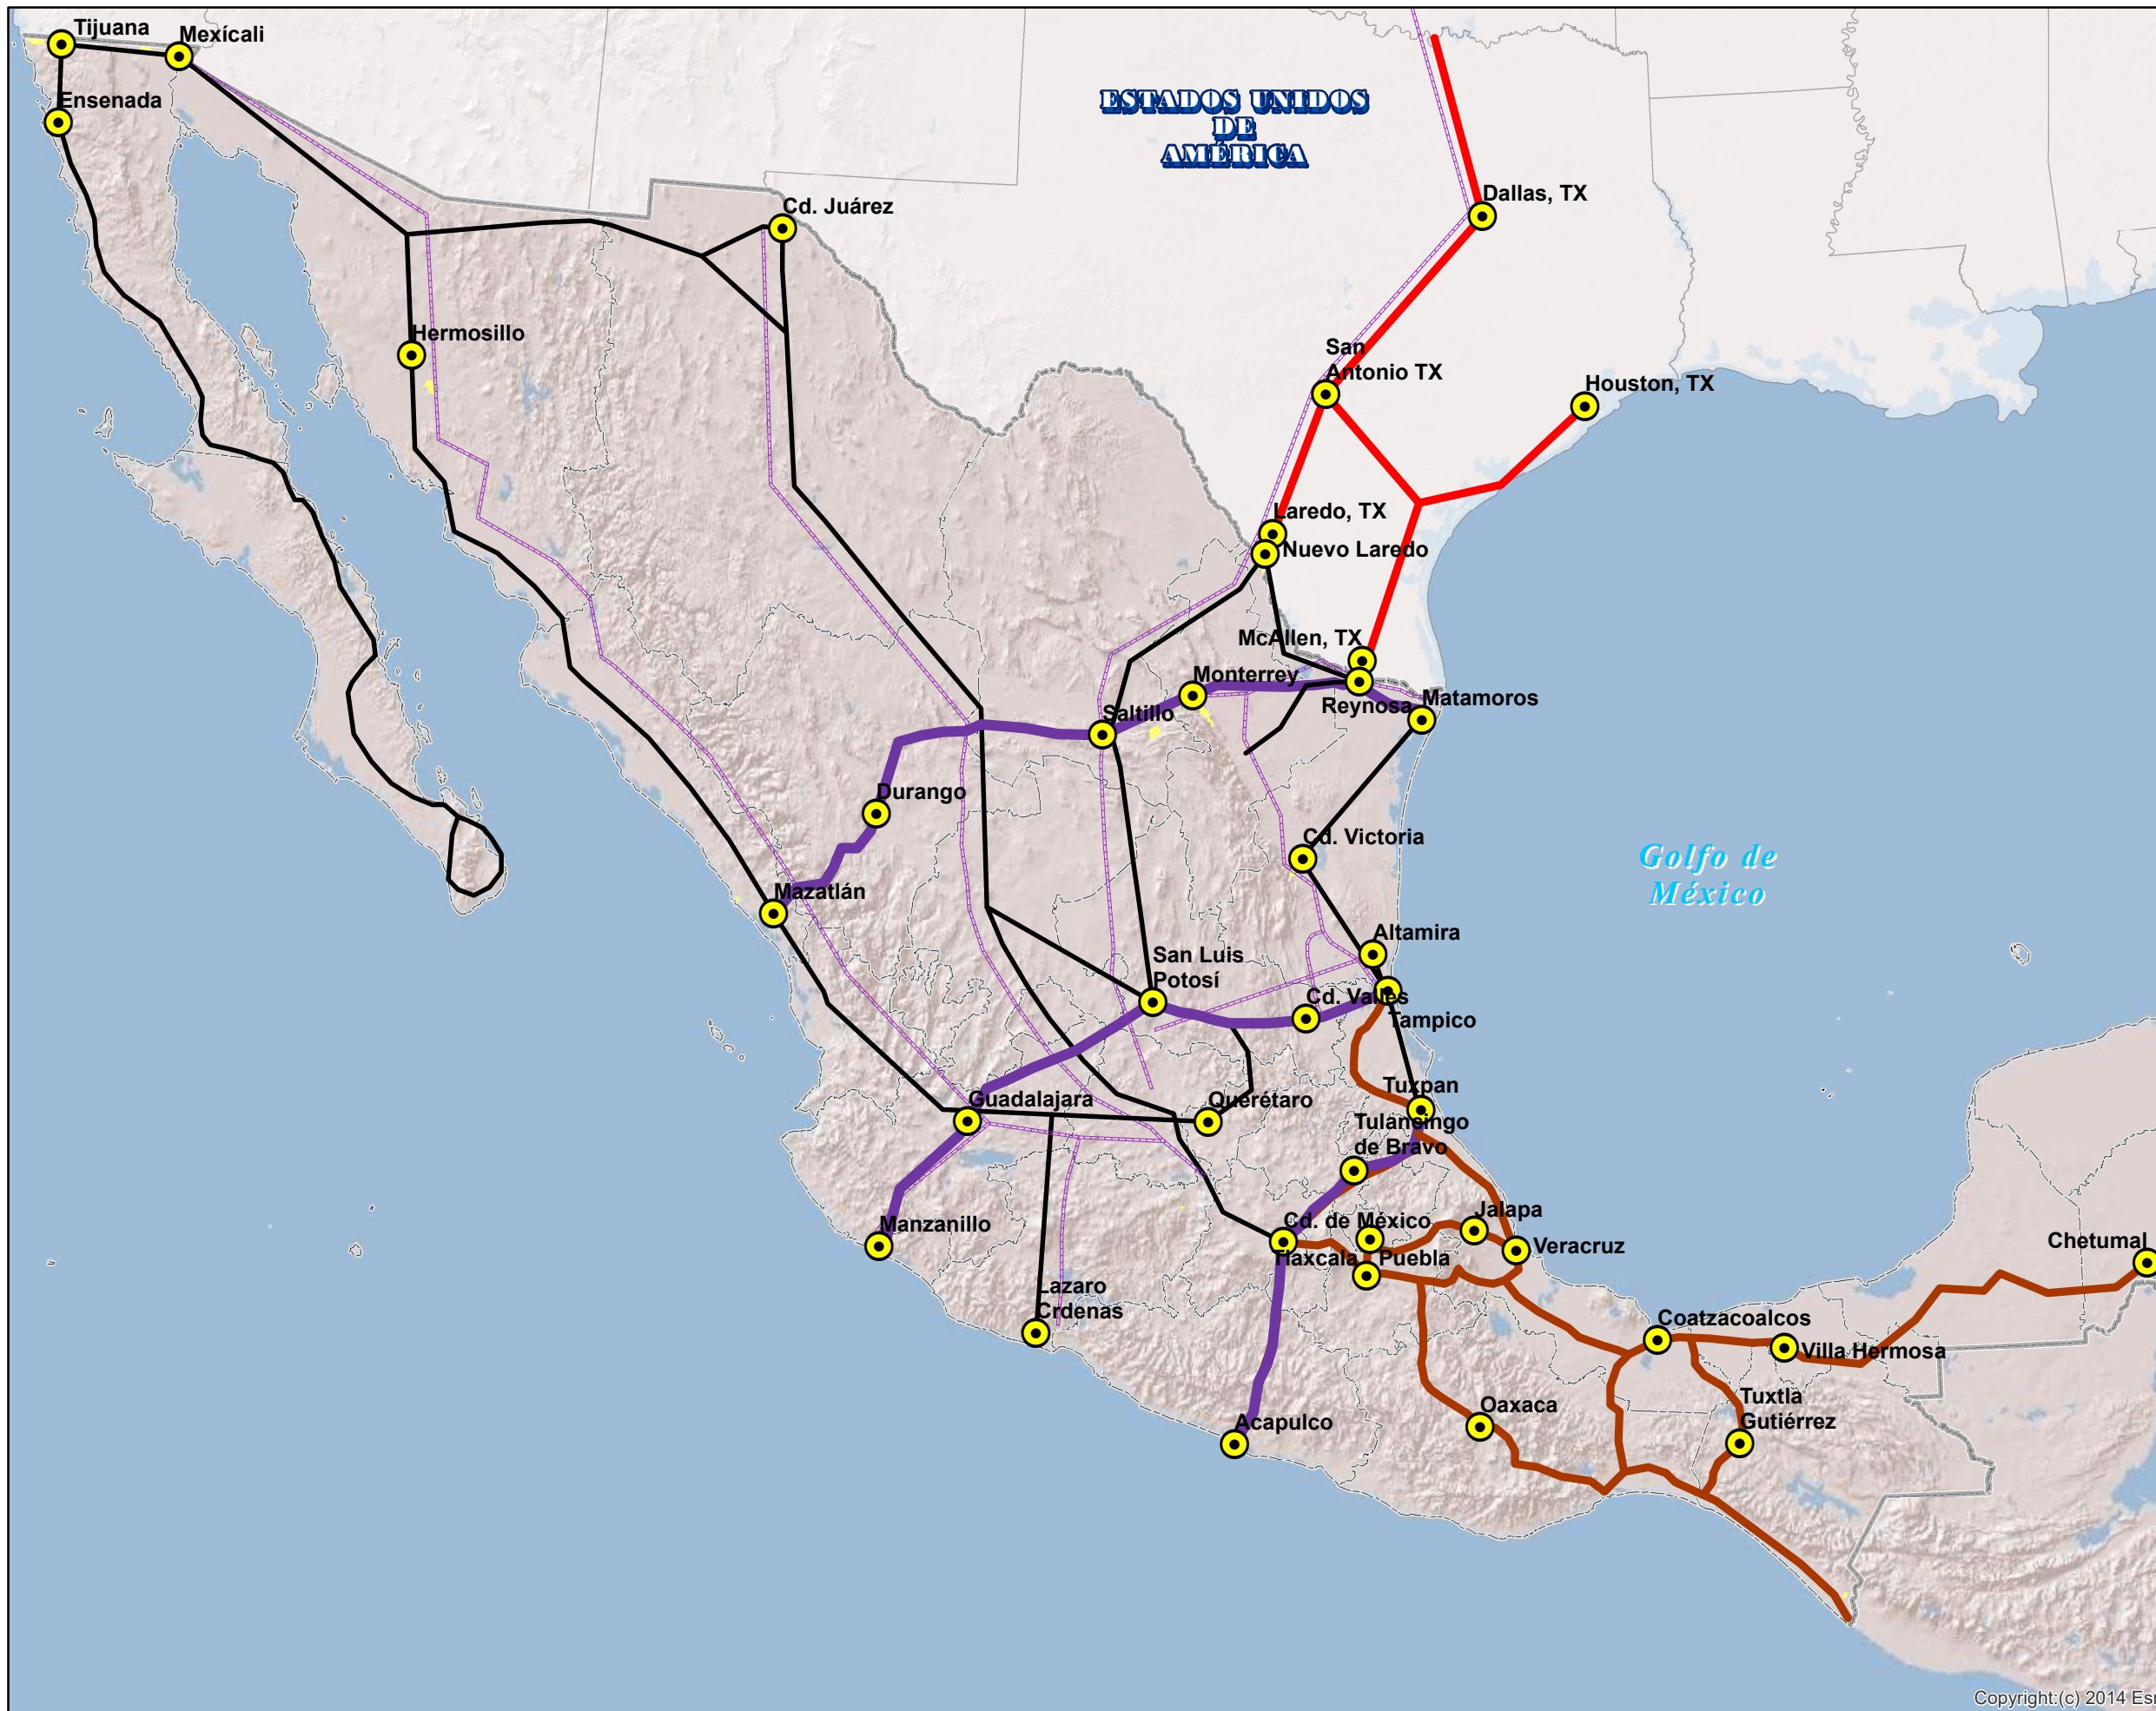 Tijuana
Mexícali
Ensenada
ESTADOS UNIDOS
DE
AMÉRICA
Dallas, TX
Cd. Juárez
Hermosillo
San
Antonio TX
Houston, TX
Laredo, TX
Nuevo Laredo
McAllen, TX
Monterrey
Reynosa
Matamoros
Saltillo
Durango
Cd. Victoria
Golfo de
México
Mazatlán
Altamira
San Luis
Potosí
Cd. Valles
Tampico
Guadalajara
Querétaro
Tuxpan
Tulancingo
de Bravo
Manzanillo
Cd. de México
Jalapa
Tlaxcala
Puebla
Veracruz
Chetumal
Lazaro
Crdenas
Coatzacoalcos
Villa Hermosa
Acapulco
Oaxaca
Tuxtla
Gutiérrez
Copyright:(c) 2014 Esr